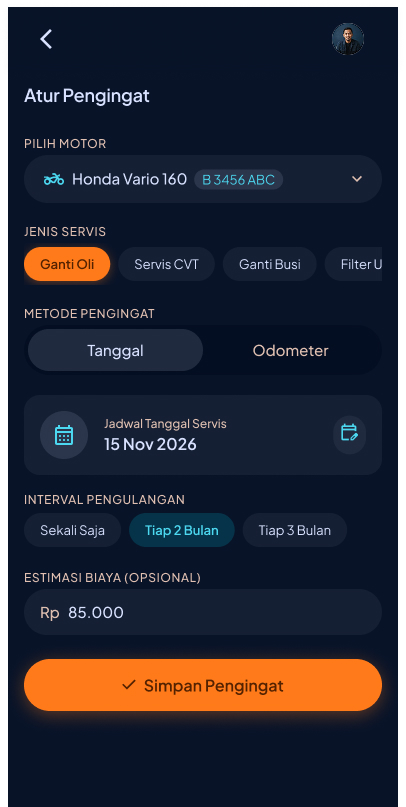 Atur Pengingat
PILIH MOTOR
Honda Vario 160 B 3456 ABC
JENIS SERVIS
Ganti Oli Servis CVT Ganti Busi Filter U
METODE PENGINGAT
Tanggal Odometer
Jadwal Tanggal Servis
15 Nov 2026
INTERVAL PENGULANGAN
Sekali Saja Tiap 2 Bulan Tiap 3 Bulan
ESTIMASI BIAYA (OPSIONAL)
Rp 85.000
Simpan Pengingat